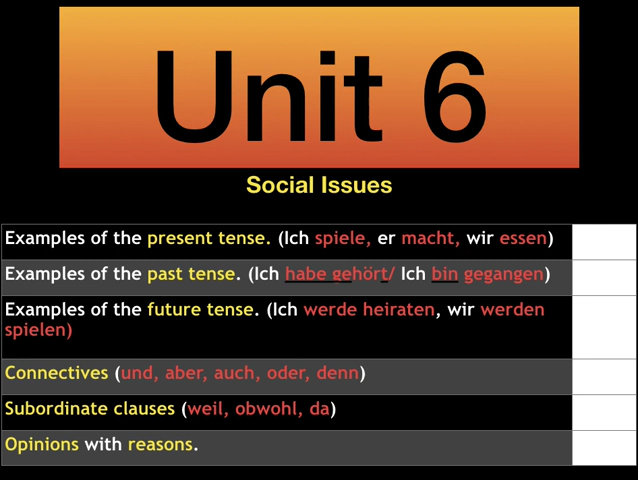 Unit 6
Social Issues
Examples of the present tense. (Ich spiele, er macht, wir essen)
Examples of the past tense. (Ich habe gehört/ Ich bin gegangen)
Examples of the future tense. (Ich werde heiraten, wir werden
spielen)
Connectives (und, aber, auch, oder, denn)
Subordinate clauses (weil, obwohl, da)
Opinions with reasons.